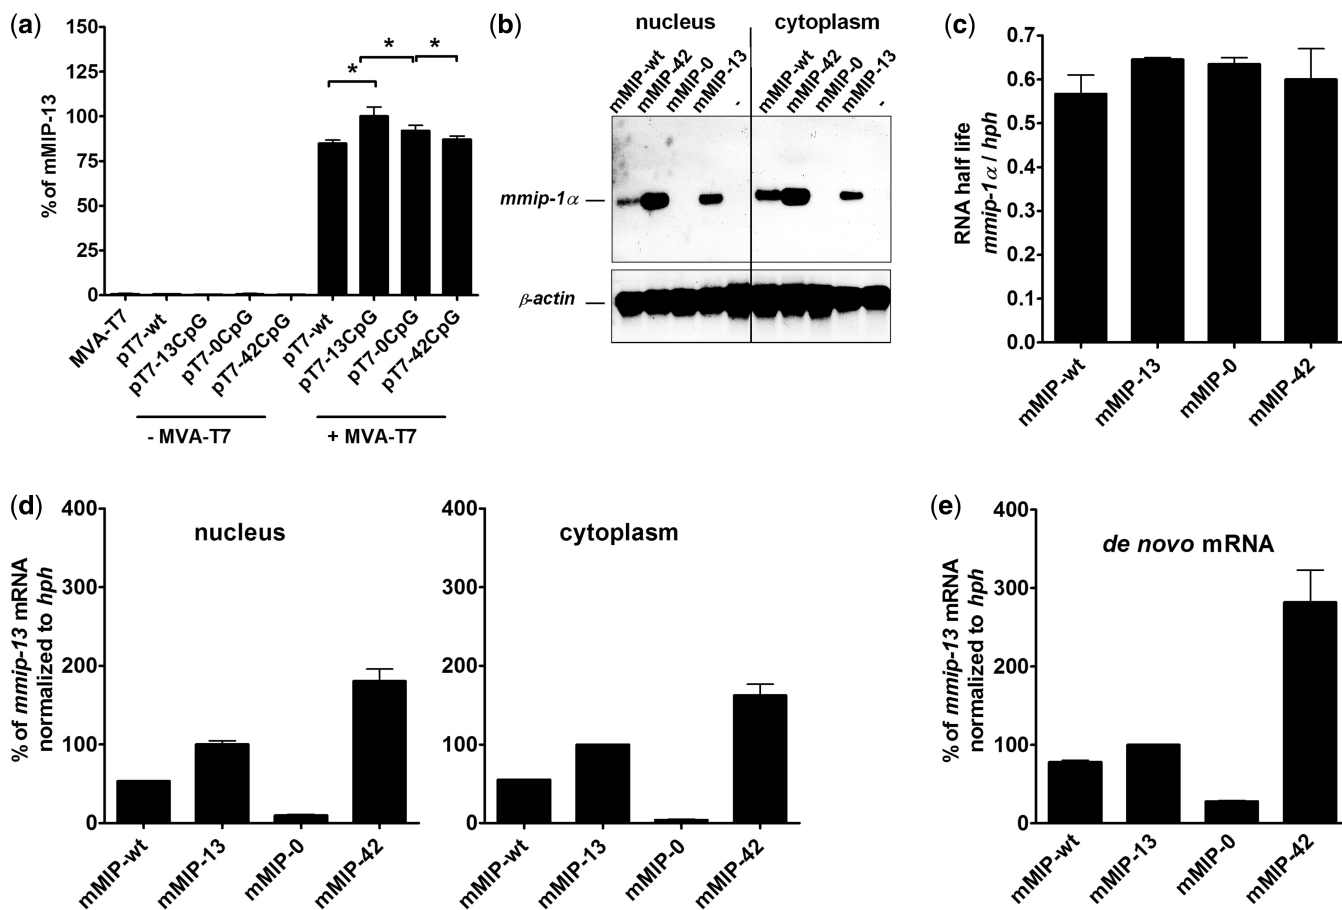 (a)
% of mMIP-13
150
125
100
75
50
25
0
*
*
*
MVA-T7
pT7-wt
pT7-13CpG
pT7-0CpG
pT7-42CpG
pT7-wt
pT7-13CpG
pT7-0CpG
pT7-42CpG
- MVA-T7
+ MVA-T7
(b)
nucleus
cytoplasm
mMIP-wt
mMIP-42
mMIP-0
mMIP-13
-
mMIP-wt
mMIP-42
mMIP-0
mMIP-13
-
mmip-1α
β-actin
(c)
RNA half life
mmip-1α / hph
0.7
0.6
0.5
0.4
0.3
0.2
0.1
0.0
mMIP-wt
mMIP-13
mMIP-0
mMIP-42
(d)
% of mmip-13 mRNA
normalized to hph
400
300
200
100
0
nucleus
mMIP-wt
mMIP-13
mMIP-0
mMIP-42
400
300
200
100
0
cytoplasm
mMIP-wt
mMIP-13
mMIP-0
mMIP-42
(e)
% of mmip-13 mRNA
normalized to hph
400
300
200
100
0
de novo mRNA
mMIP-wt
mMIP-13
mMIP-0
mMIP-42